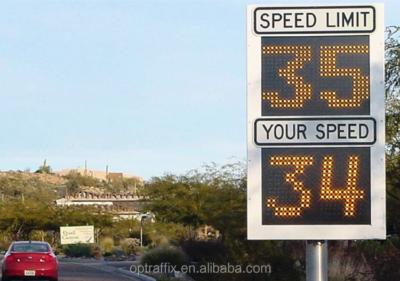 SPEED LIMIT
35
YOUR SPEED
34
optraffix.en.alibaba.com